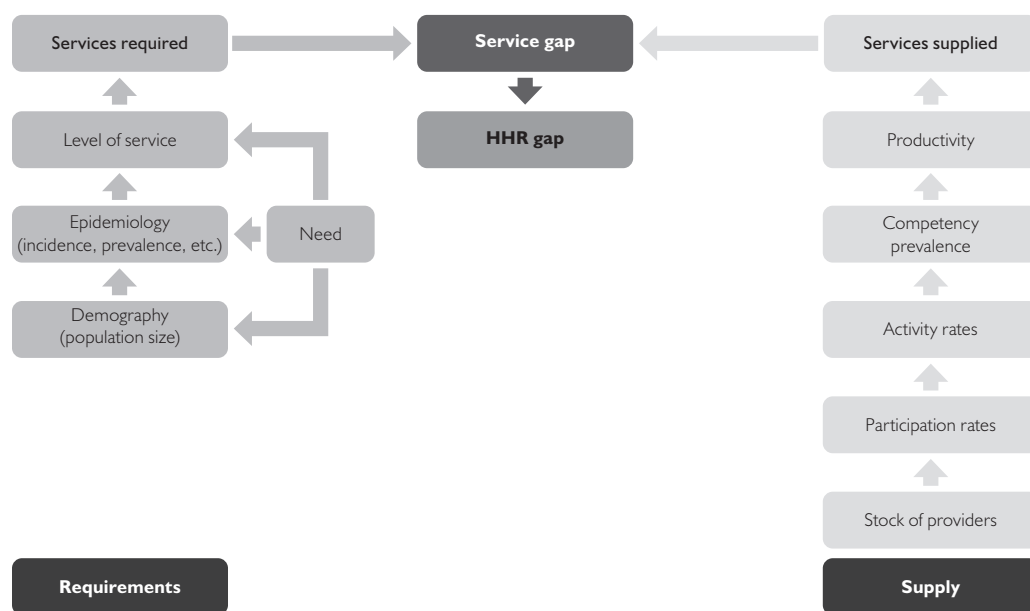 Services required
Service gap
Services supplied
Level of service
HHR gap
Productivity
Epidemiology
(incidence, prevalence, etc.)
Need
Competency
prevalence
Demography
(population size)
Activity rates
Participation rates
Stock of providers
Requirements
Supply